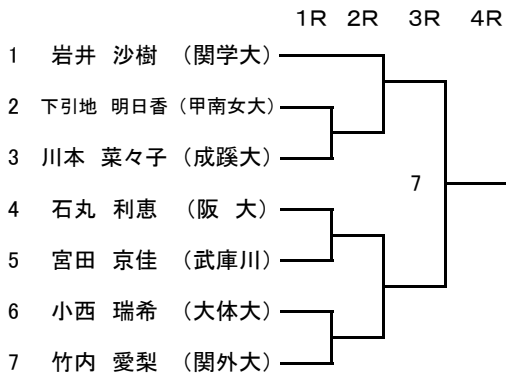 1R 2R 3R 4R
1 岩井 沙樹 (関学大)
2 下引地 明日香 (甲南女大)
3 川本 菜々子 (成蹊大)
4 石丸 利恵 (阪 大)
5 宮田 京佳 (武庫川)
6 小西 瑞希 (大体大)
7 竹内 愛梨 (関外大)
7